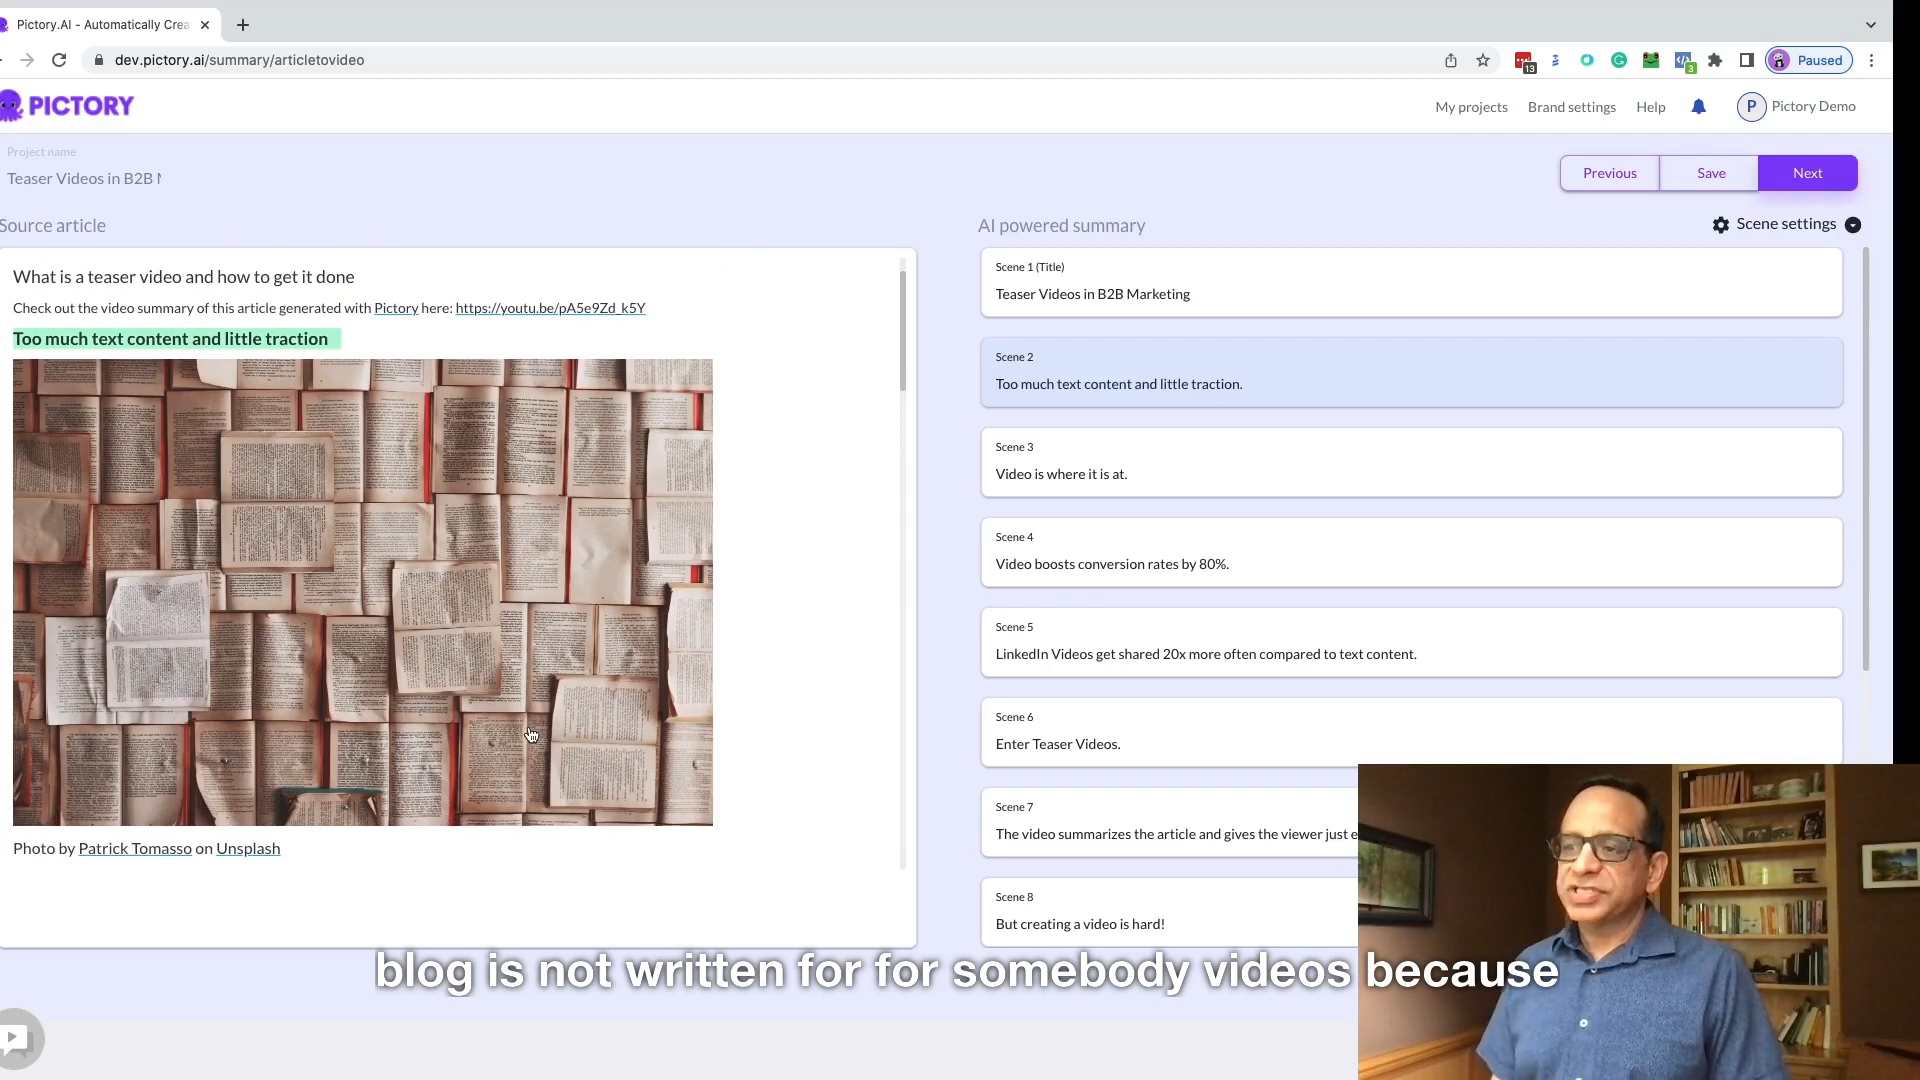 Pictory.AI - Automatically Crea
dev.pictory.ai/summary/articletovideo
13
3
Paused
PICTORY
My projects
Brand settings
Help
P
Pictory Demo
Project name
Teaser Videos in B2B
Previous
Save
Next
Source article
AI powered summary
Scene settings
What is a teaser video and how to get it done
Check out the video summary of this article generated with Pictory here: https://youtu.be/pA5e9Zd_k5Y
Too much text content and little traction
Photo by Patrick Tomasso on Unsplash
Scene 1 (Title)
Teaser Videos in B2B Marketing
Scene 2
Too much text content and little traction.
Scene 3
Video is where it is at.
Scene 4
Video boosts conversion rates by 80%.
Scene 5
LinkedIn Videos get shared 20x more often compared to text content.
Scene 6
Enter Teaser Videos.
Scene 7
The video summarizes the article and gives the viewer just e
Scene 8
But creating a video is hard!
blog is not written for for somebody videos because